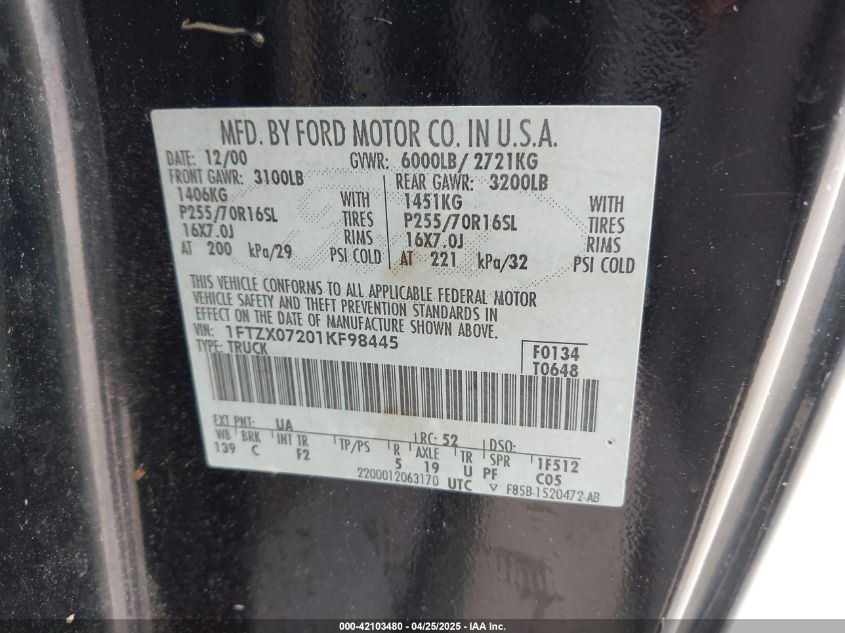 MFD. BY FORD MOTOR CO. IN U.S.A.
DATE: 12/00 GVWR: 6000LB/ 2721KG
FRONT GAWR: 3100LB REAR GAWR: 3200LB
1406KG WITH 1451KG WITH
P255/70R16SL TIRES P255/70R16SL TIRES
16X7.0J RIMS 16X7.0J RIMS
AT 200 kPa/29 PSI COLD AT 221 kPa/32 PSI COLD
THIS VEHICLE CONFORMS TO ALL APPLICABLE FEDERAL MOTOR
VEHICLE SAFETY AND THEFT PREVENTION STANDARDS IN
EFFECT ON THE DATE OF MANUFACTURE SHOWN ABOVE.
VIN: 1FTZX07201KF98445 F0134
TYPE: TRUCK T0648
EXT PNT: UA RC: 52 DSO:
WB BRK INT TR TP/PS R AXLE TR SPR 1F512
139 C F2 5 19 U PF C05
2200012063170 UTC ▽ F85B-1520472-AB
000-42103480 - 04/25/2025 - IAA Inc.